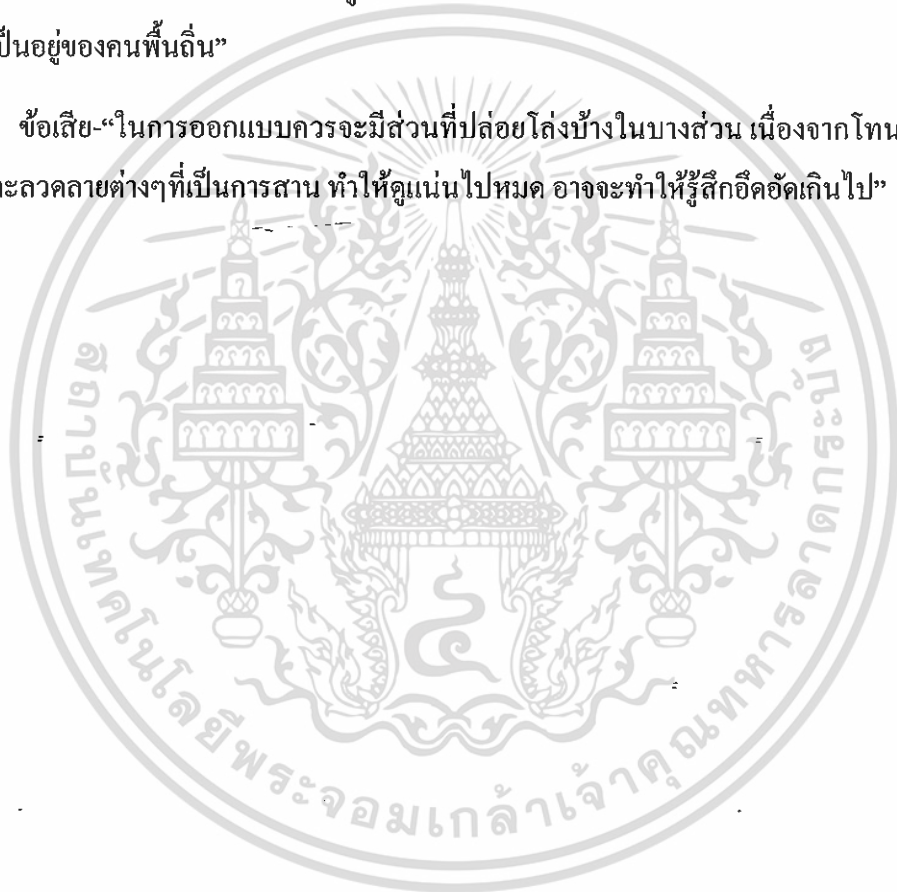 ป็นอยู่ของคนพื้นถิ่น”
ข้อเสีย-“ในการออกแบบควรจะมีส่วนที่ปล่อยโล่งบ้างในบางส่วน เนื่องจากโทน
ะลวดลายต่างๆที่เป็นการสาน ทำให้ดูแน่นไปหมด อาจจะทำให้รู้สึกอึดอัดเกินไป”
สถาบันเทคโนโลยีพระจอมเกล้าเจ้าคุณทหารลาดกระบัง